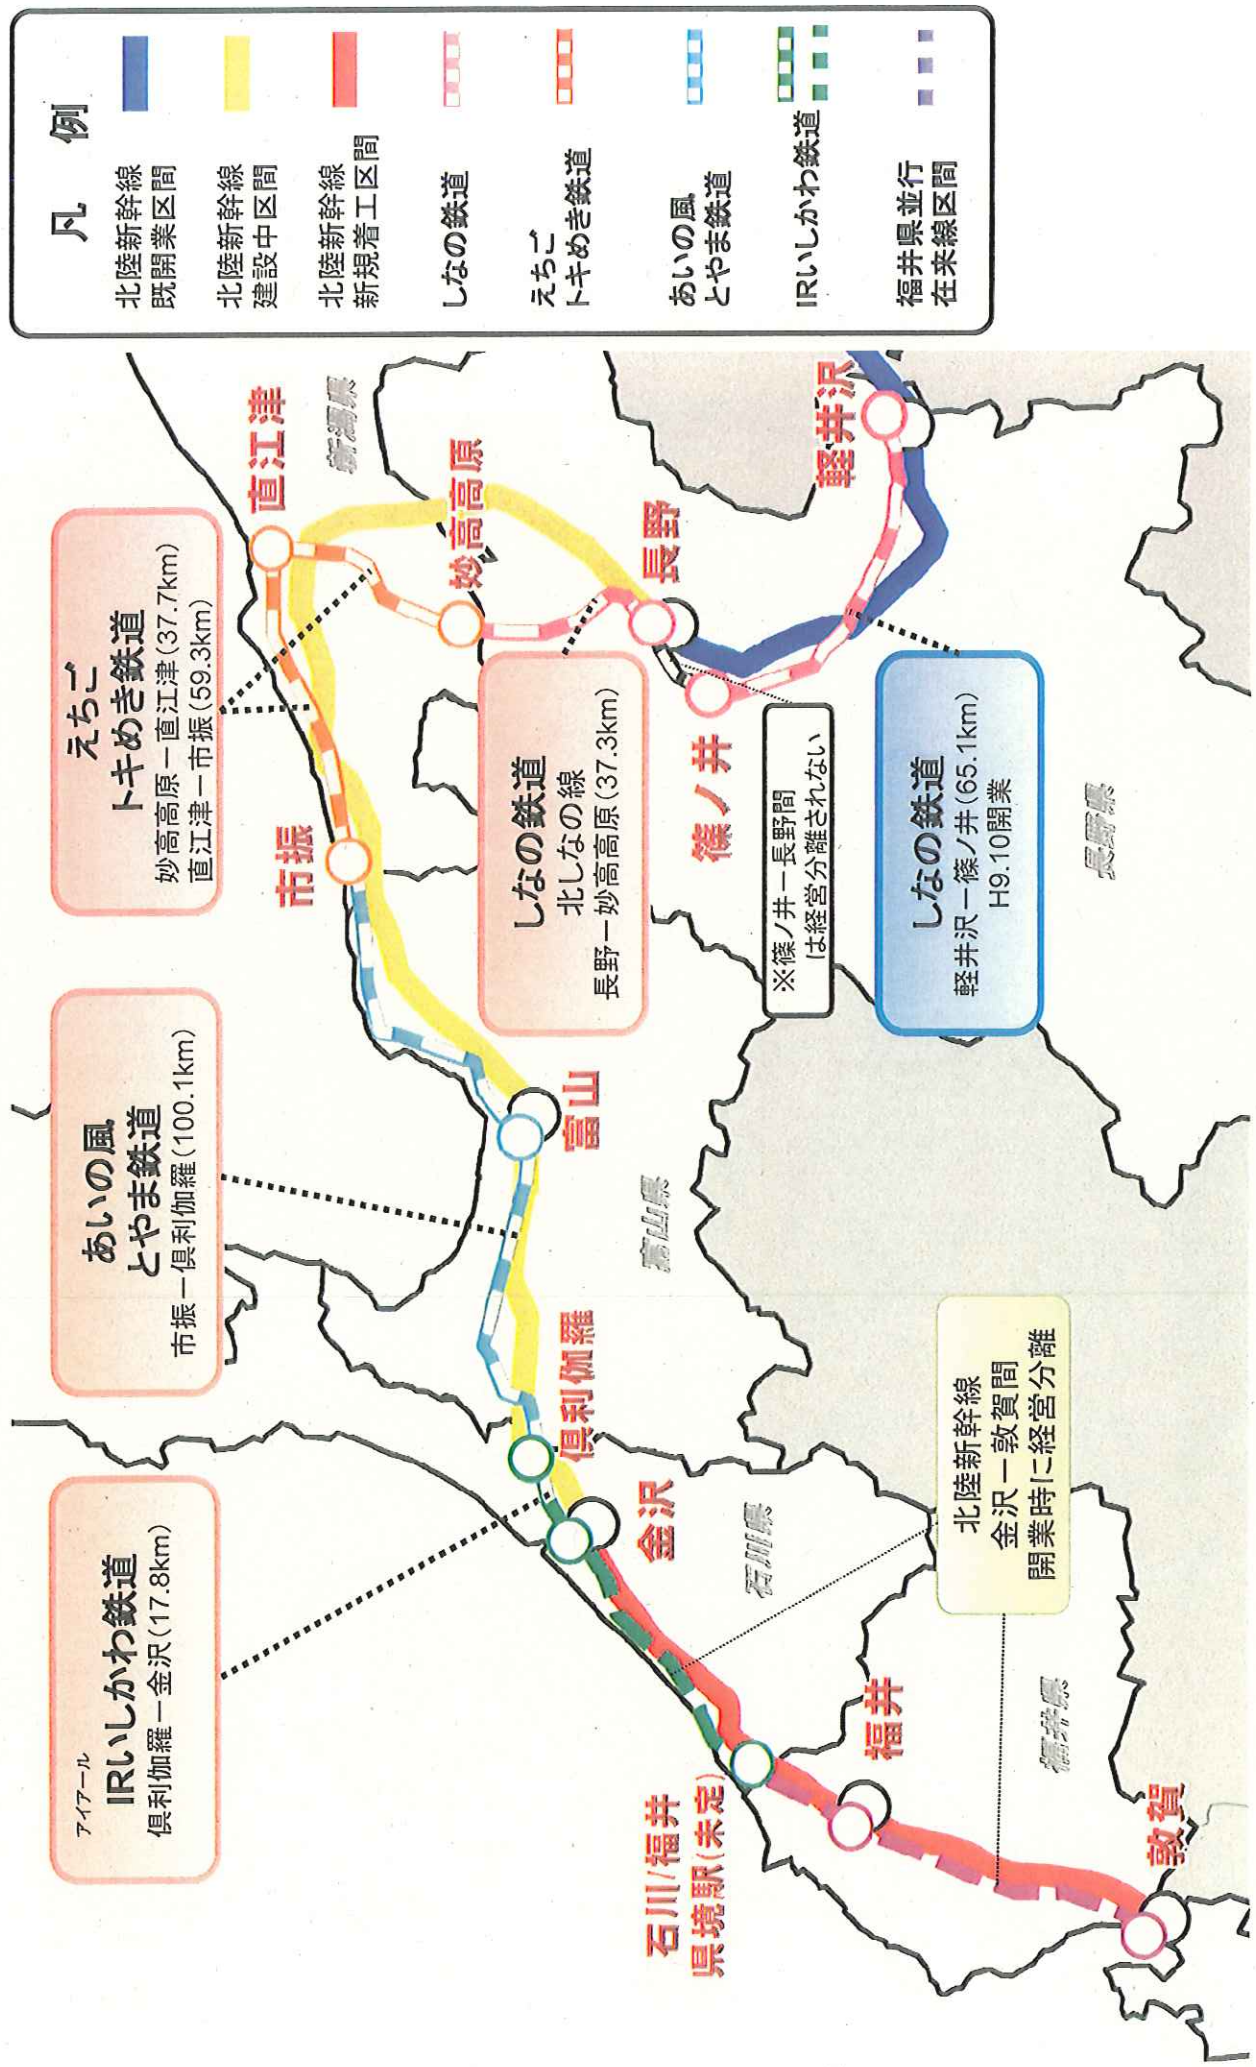 凡 例
北陸新幹線
既開業区間
北陸新幹線
建設中区間
北陸新幹線
新規着工区間
しなの鉄道
えちご
トキめき鉄道
あいの風
とやま鉄道
IRいしかわ鉄道
福井県並行
在来線区間
アイアール
IRいしかわ鉄道
倶利伽羅ー金沢(17.8km)
あいの風
とやま鉄道
市振ー倶利伽羅(100.1km)
えちご
トキめき鉄道
妙高高原ー直江津(37.7km)
直江津ー市振(59.3km)
直江津
新潟県
市振
妙高高原
しなの鉄道
北しなの線
長野ー妙高高原(37.3km)
長野
軽井沢
篠ノ井
※篠ノ井ー長野間
は経営分離されない
しなの鉄道
軽井沢ー篠ノ井(65.1km)
H9.10開業
長野県
富山
富山県
倶利伽羅
金沢
石川県
北陸新幹線
金沢ー敦賀間
開業時に経営分離
石川/福井
県境駅(未定)
福井
福井県
敦賀